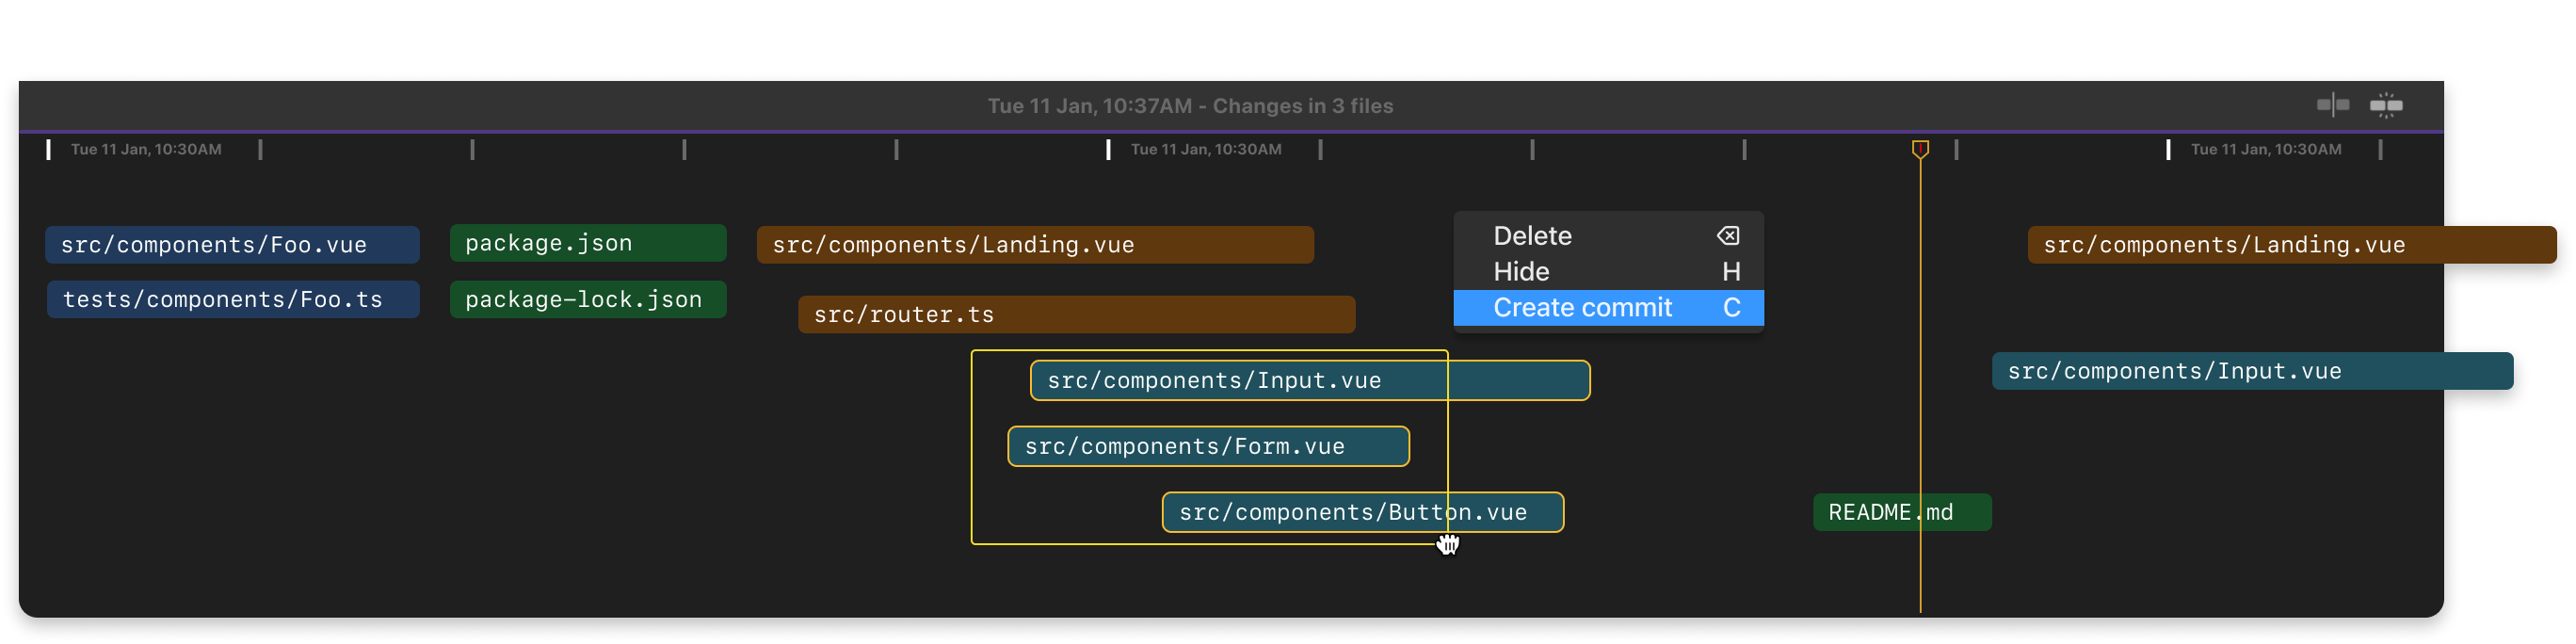 Tue 11 Jan, 10:37AM - Changes in 3 files
Tue 11 Jan, 10:30AM
Tue 11 Jan, 10:30AM
Tue 11 Jan, 10:30AM
src/components/Foo.vue
package.json
src/components/Landing.vue
Delete
Hide H
Create commit C
src/components/Landing.vue
tests/components/Foo.ts
package-lock.json
src/router.ts
src/components/Input.vue
src/components/Input.vue
src/components/Form.vue
src/components/Button.vue
README.md